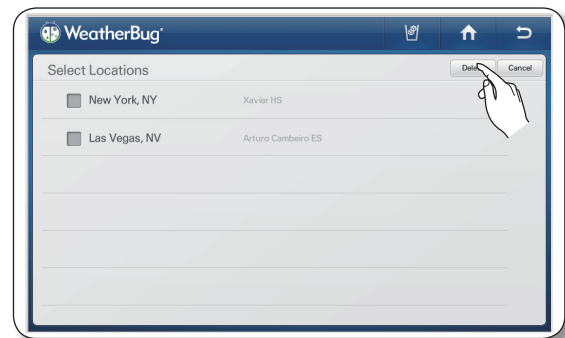 WeatherBug
Select Locations
Cancel
New York, NY Xavier HS
Las Vegas, NV Arturo Cambeiro ES